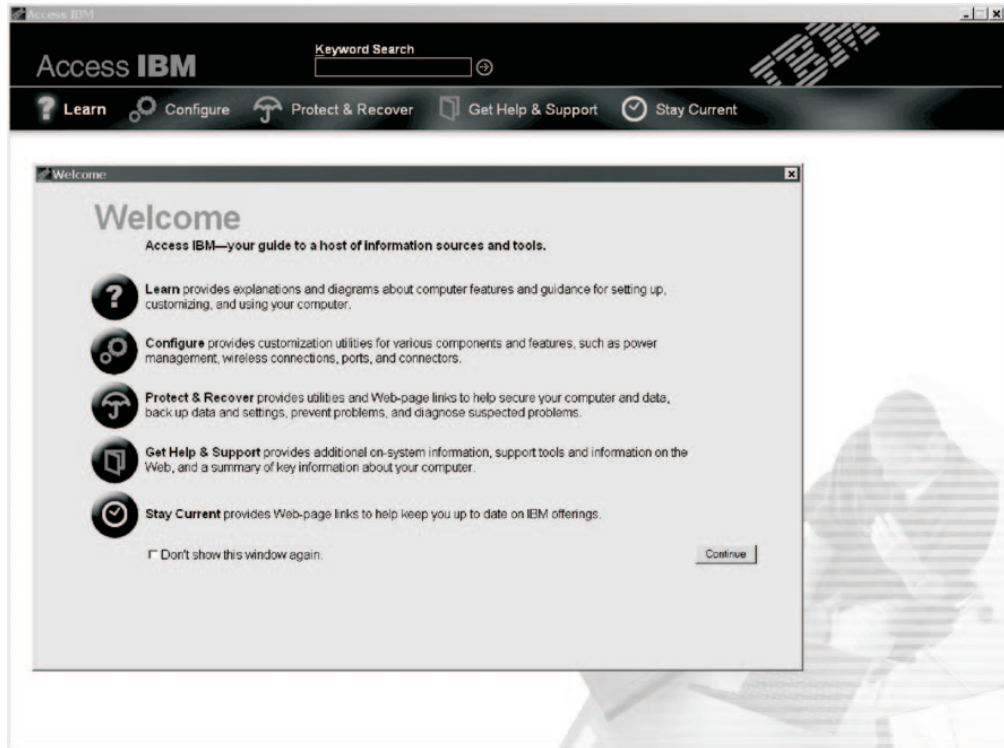 Access IBM
Access IBM
Keyword Search
IBM
Learn
Configure
Protect & Recover
Get Help & Support
Stay Current
Welcome
Welcome
Access IBM—your guide to a host of information sources and tools.
Learn provides explanations and diagrams about computer features and guidance for setting up,
customizing, and using your computer.
Configure provides customization utilities for various components and features, such as power
management, wireless connections, ports, and connectors.
Protect & Recover provides utilities and Web-page links to help secure your computer and data,
back up data and settings, prevent problems, and diagnose suspected problems.
Get Help & Support provides additional on-system information, support tools and information on the
Web, and a summary of key information about your computer.
Stay Current provides Web-page links to help keep you up to date on IBM offerings.
Don't show this window again.
Continue